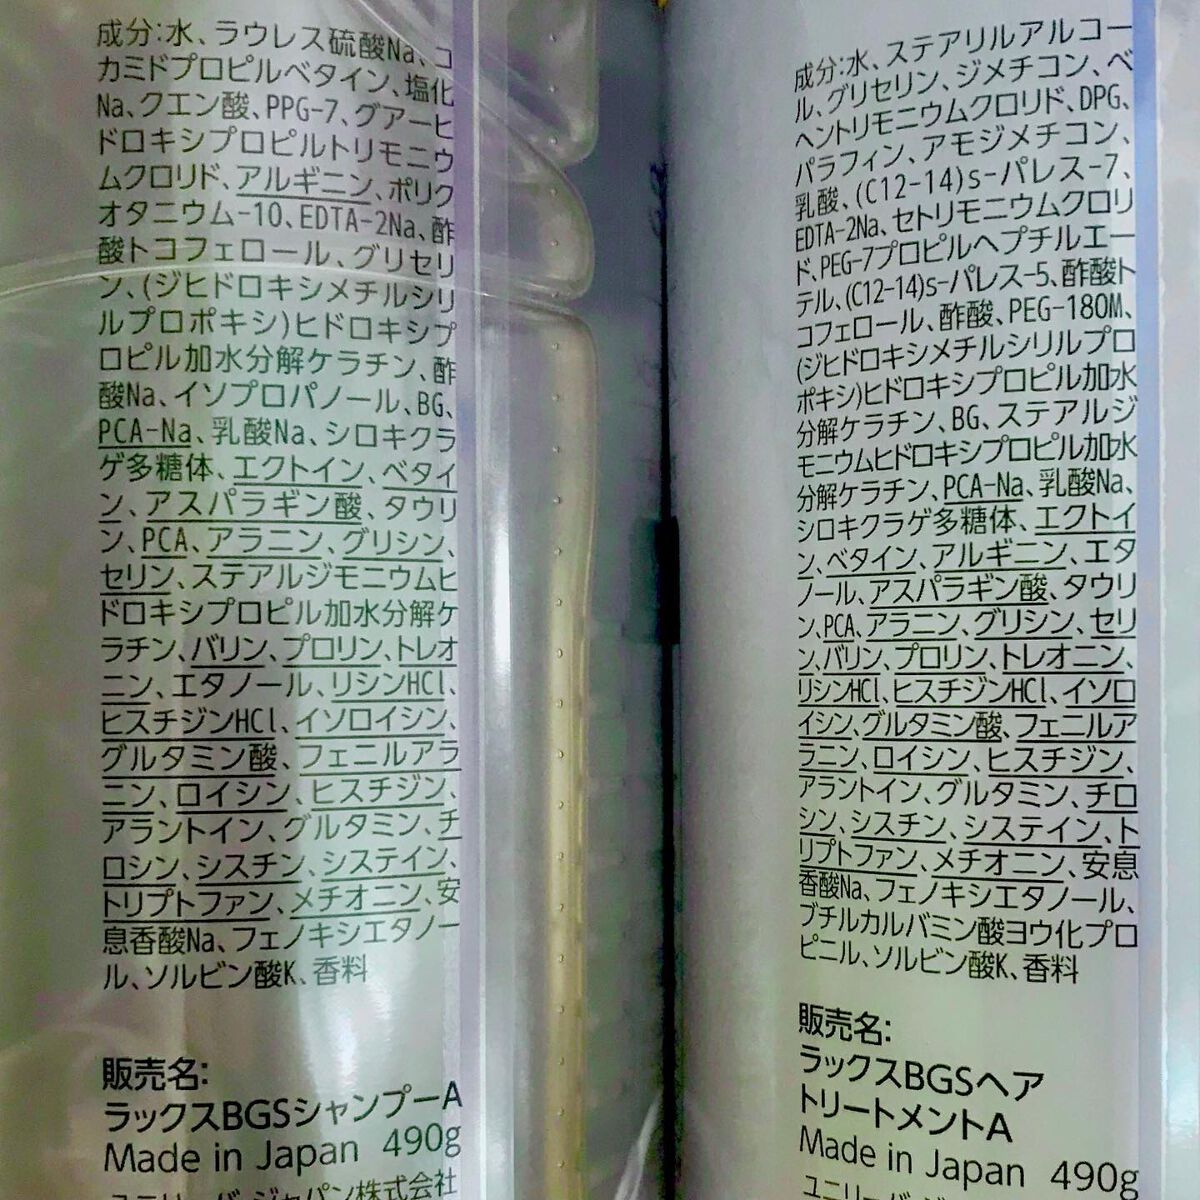 成分:水、ラウレス硫酸Na、コ
カミドプロピルベタイン、塩化
Na、クエン酸、PPG-7、グアーヒ
ドロキシプロピルトリモニウ
ムクロリド、アルギニン、ポリク
オタニウム-10、EDTA-2Na、酢
酸トコフェロール、グリセリ
ン、(ジヒドロキシメチルシリ
ルプロポキシ)ヒドロキシプ
ロピル加水分解ケラチン、酢
酸Na、イソプロパノール、BG、
PCA-Na、乳酸Na、シロキクラ
ゲ多糖体、エクトイン、ベタイ
ン、アスパラギン酸、タウリ
ン、PCA、アラニン、グリシン、
セリン、ステアルジモニウムヒ
ドロキシプロピル加水分解ケ
ラチン、バリン、プロリン、トレオ
ニン、エタノール、リシンHCl、
ヒスチジンHCl、イソロイシン、
グルタミン酸、フェニルアラ
ニン、ロイシン、ヒスチジン、
アラントイン、グルタミン、チ
ロシン、シスチン、システイン、
トリプトファン、メチオニン、安
息香酸Na、フェノキシエタノー
ル、ソルビン酸K、香料
販売名:
ラックスBGSシャンプーA
Made in Japan 490g
ユニリーバ・ジャパン株式会社
成分:水、ステアリルアルコー
ル、グリセリン、ジメチコン、ベ
ヘントリモニウムクロリド、DPG、
パラフィン、アモジメチコン、
乳酸、(C12-14)s-パレス-7、
EDTA-2Na、セトリモニウムクロリ
ド、PEG-7プロピルヘプチルエー
テル、(C12-14)s-パレス-5、酢酸ト
コフェロール、酢酸、PEG-180M、
(ジヒドロキシメチルシリルプロ
ポキシ)ヒドロキシプロピル加水
分解ケラチン、BG、ステアルジ
モニウムヒドロキシプロピル加水
分解ケラチン、PCA-Na、乳酸Na、
シロキクラゲ多糖体、エクトイ
ン、ベタイン、アルギニン、エタ
ノール、アスパラギン酸、タウリ
ン、PCA、アラニン、グリシン、セリ
ン、バリン、プロリン、トレオニン、
リシンHCl、ヒスチジンHCl、イソロ
イシン、グルタミン酸、フェニルア
ラニン、ロイシン、ヒスチジン、
アラントイン、グルタミン、チロ
シン、シスチン、システイン、ト
リプトファン、メチオニン、安息
香酸Na、フェノキシエタノール、
ブチルカルバミン酸ヨウ化プロ
ピニル、ソルビン酸K、香料
販売名:
ラックスBGSヘア
トリートメントA
Made in Japan 490g
ユニリーバ・ジ